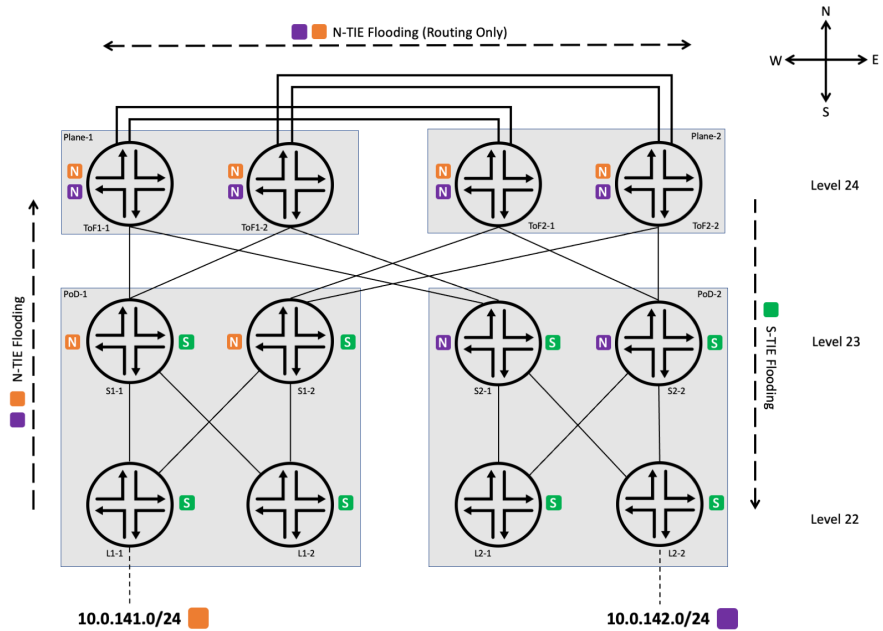 N-TIE Flooding (Routing Only)
N
W
E
S
Plane-1
Plane-2
N
N
N
N
N
N
N
N
Level 24
ToF1-1
ToF1-2
ToF2-1
ToF2-2
N-TIE Flooding
S-TIE Flooding
PoD-1
PoD-2
N
S
N
S
N
S
N
S
Level 23
S1-1
S1-2
S2-1
S2-2
S
S
S
S
Level 22
L1-1
L1-2
L2-1
L2-2
10.0.141.0/24
10.0.142.0/24